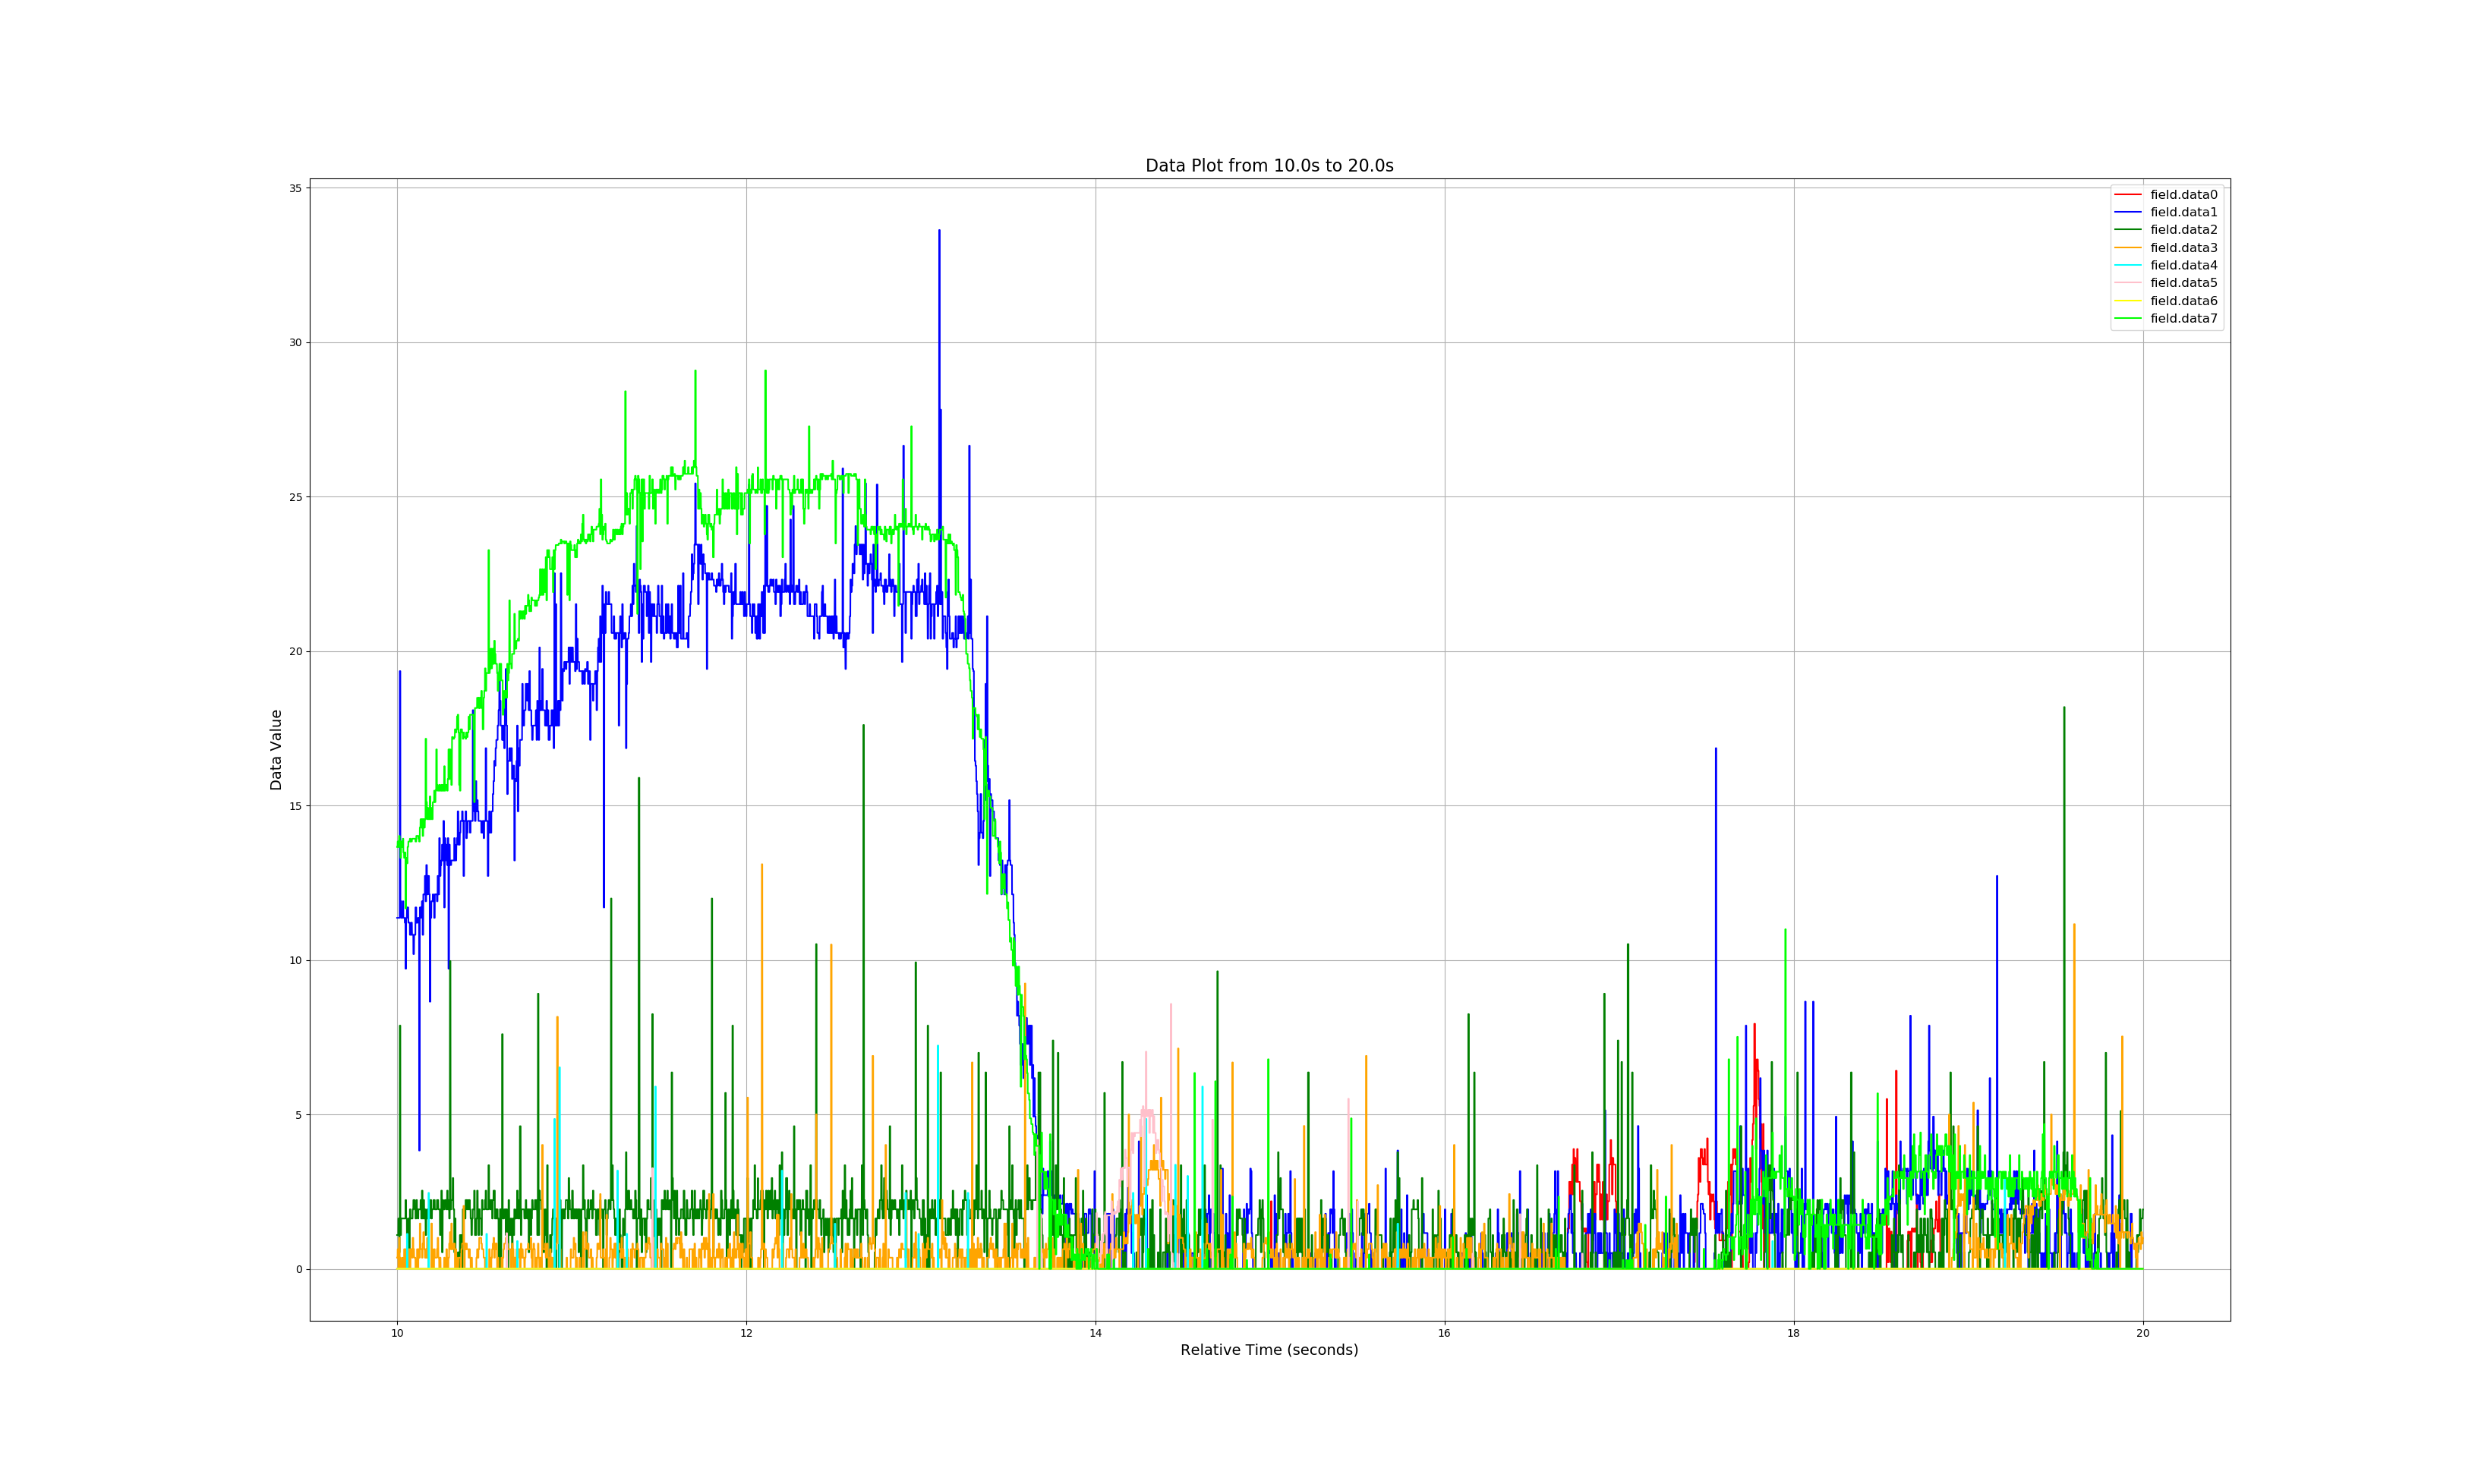 Data Plot from 10.0s to 20.0s
field.data0
field.data1
field.data2
field.data3
field.data4
field.data5
field.data6
field.data7
35
30
25
20
15
10
5
0
Data Value
10
12
14
16
18
20
Relative Time (seconds)